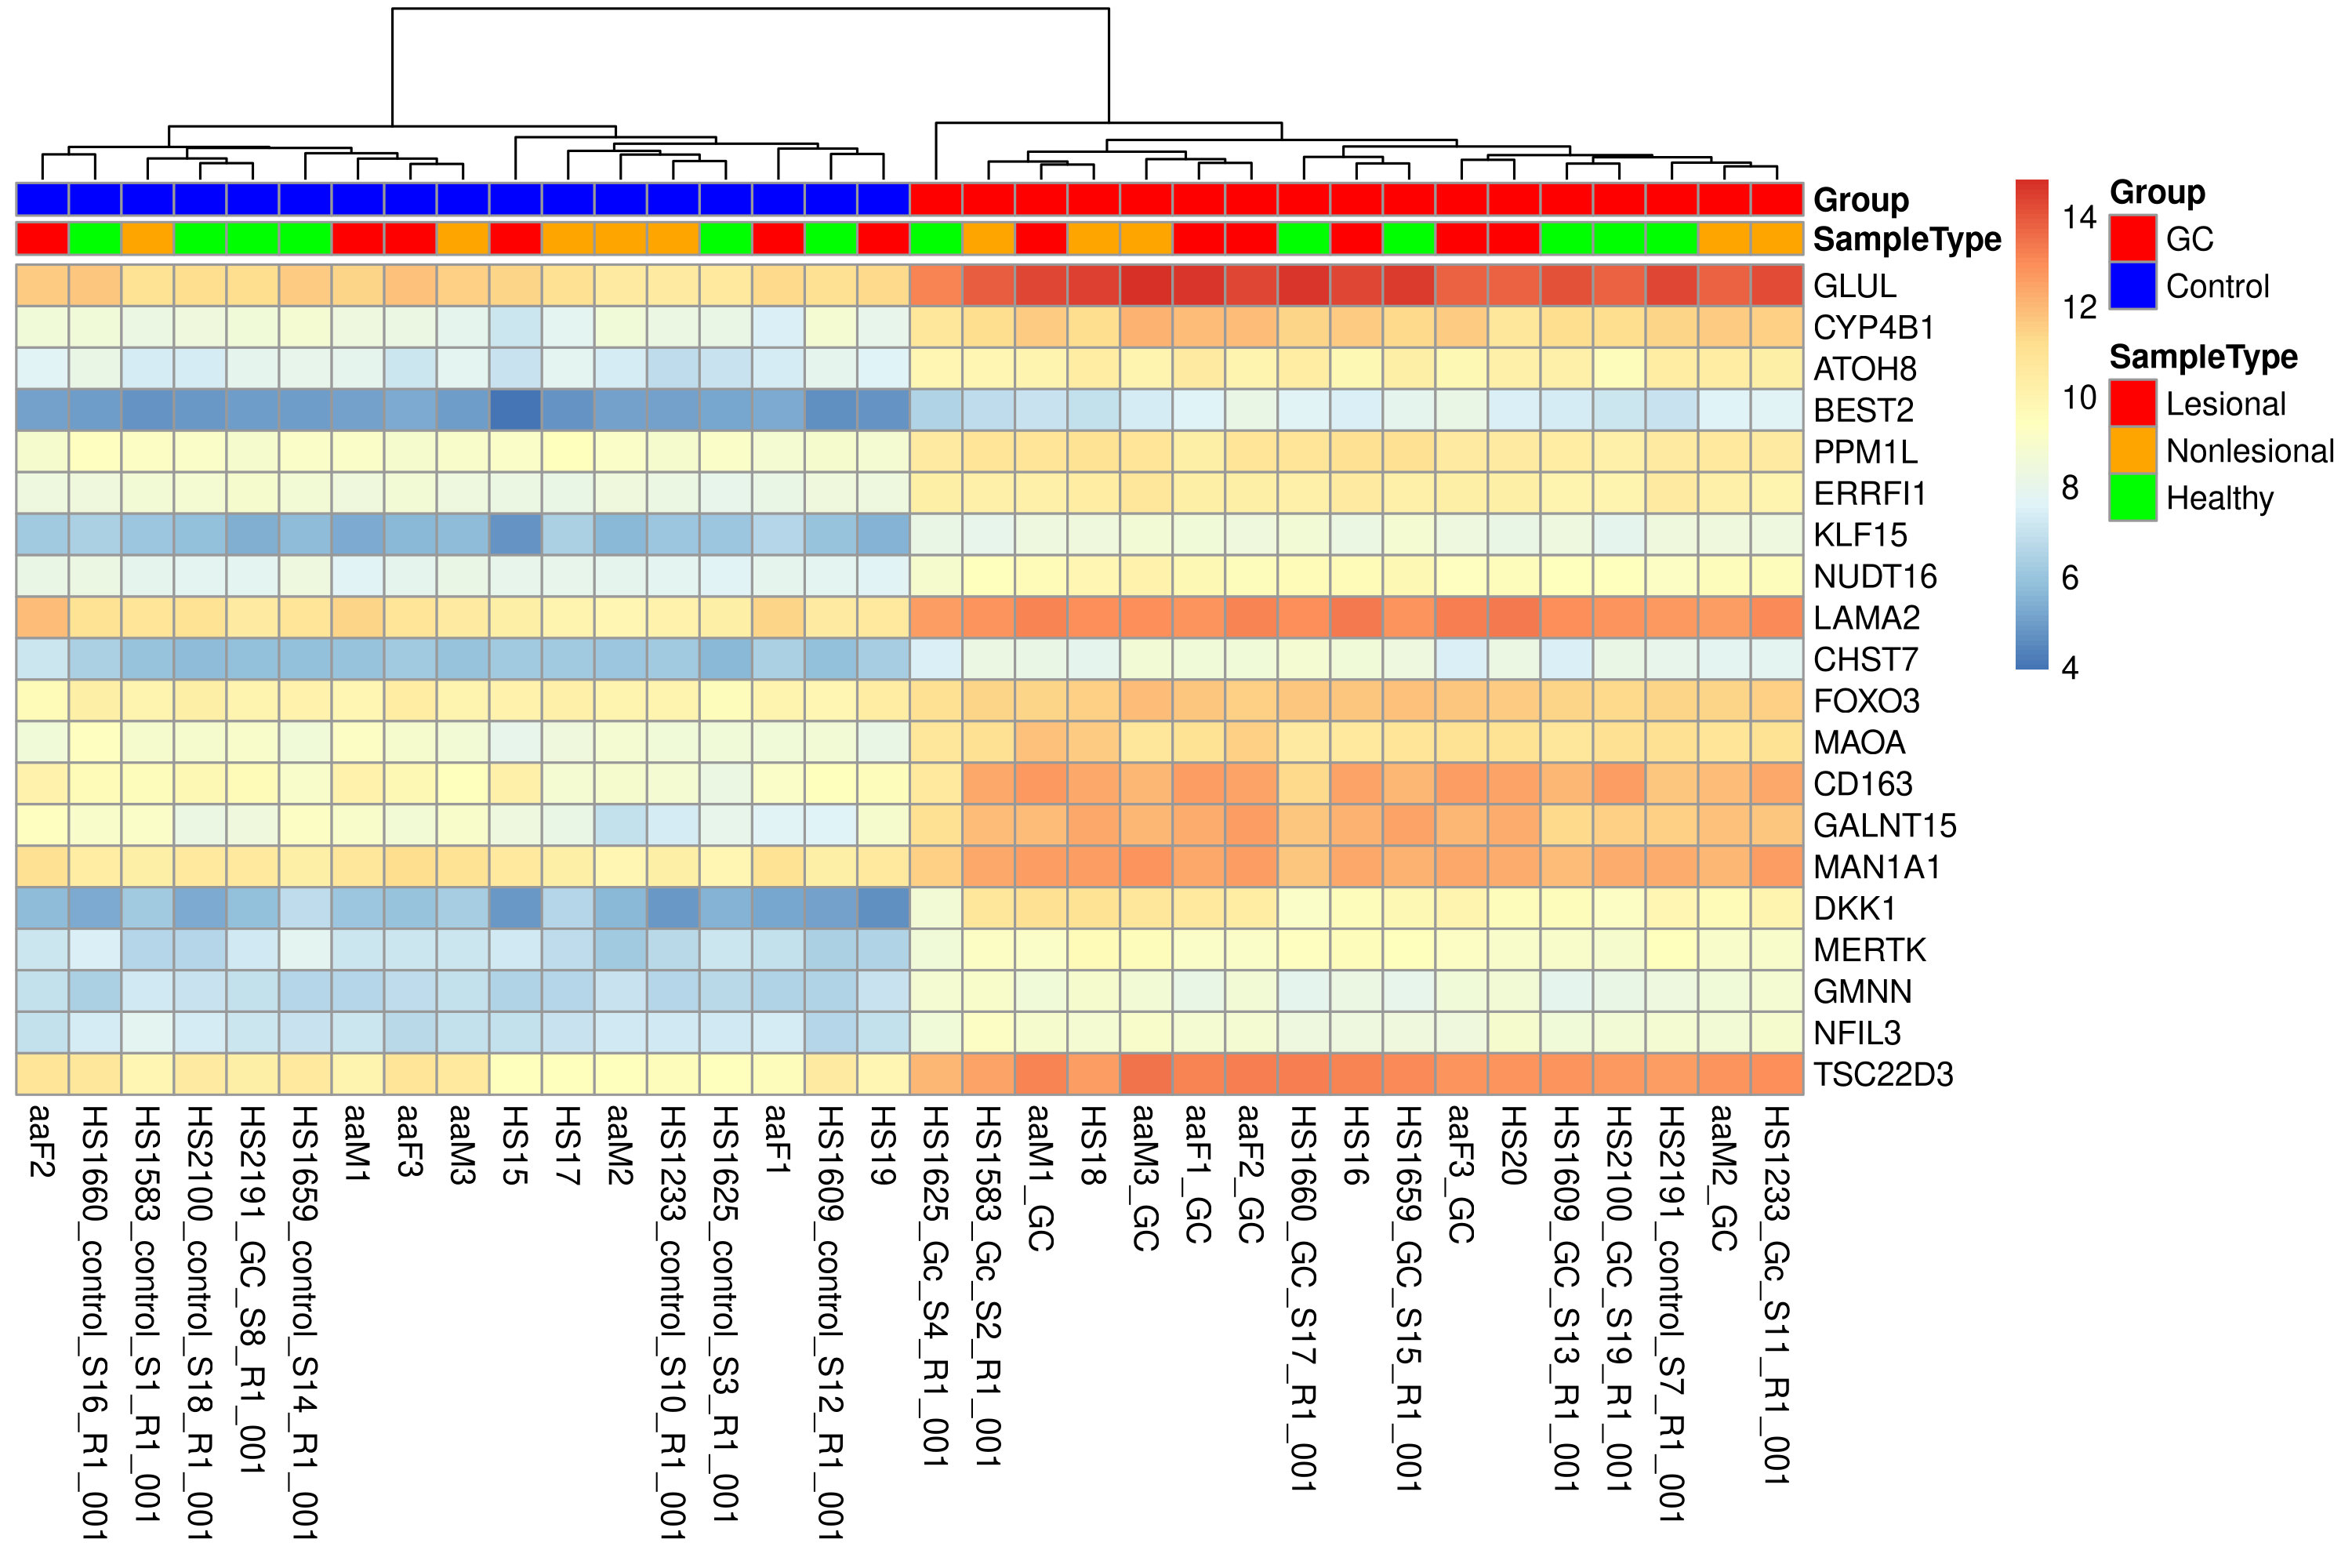 Group
SampleType
GLUL
CYP4B1
ATOH8
BEST2
PPM1L
ERRFI1
KLF15
NUDT16
LAMA2
CHST7
FOXO3
MAOA
CD163
GALNT15
MAN1A1
DKK1
MERTK
GMNN
NFIL3
TSC22D3
aaF2
HS1660_control_S16_R1_001
HS1583_control_S1_R1_001
HS2100_control_S18_R1_001
HS2191_GC_S8_R1_001
HS1659_control_S14_R1_001
aaM1
aaF3
aaM3
HS15
HS17
aaM2
HS1233_control_S10_R1_001
HS1625_control_S3_R1_001
aaF1
HS1609_control_S12_R1_001
HS19
HS1625_Gc_S4_R1_001
HS1583_Gc_S2_R1_001
aaM1_GC
HS18
aaM3_GC
aaF1_GC
aaF2_GC
HS1660_GC_S17_R1_001
HS16
HS1659_GC_S15_R1_001
aaF3_GC
HS20
HS1609_GC_S13_R1_001
HS2100_GC_S19_R1_001
HS2191_control_S7_R1_001
aaM2_GC
HS1233_Gc_S11_R1_001
14
12
10
8
6
4
Group
GC
Control
SampleType
Lesional
Nonlesional
Healthy